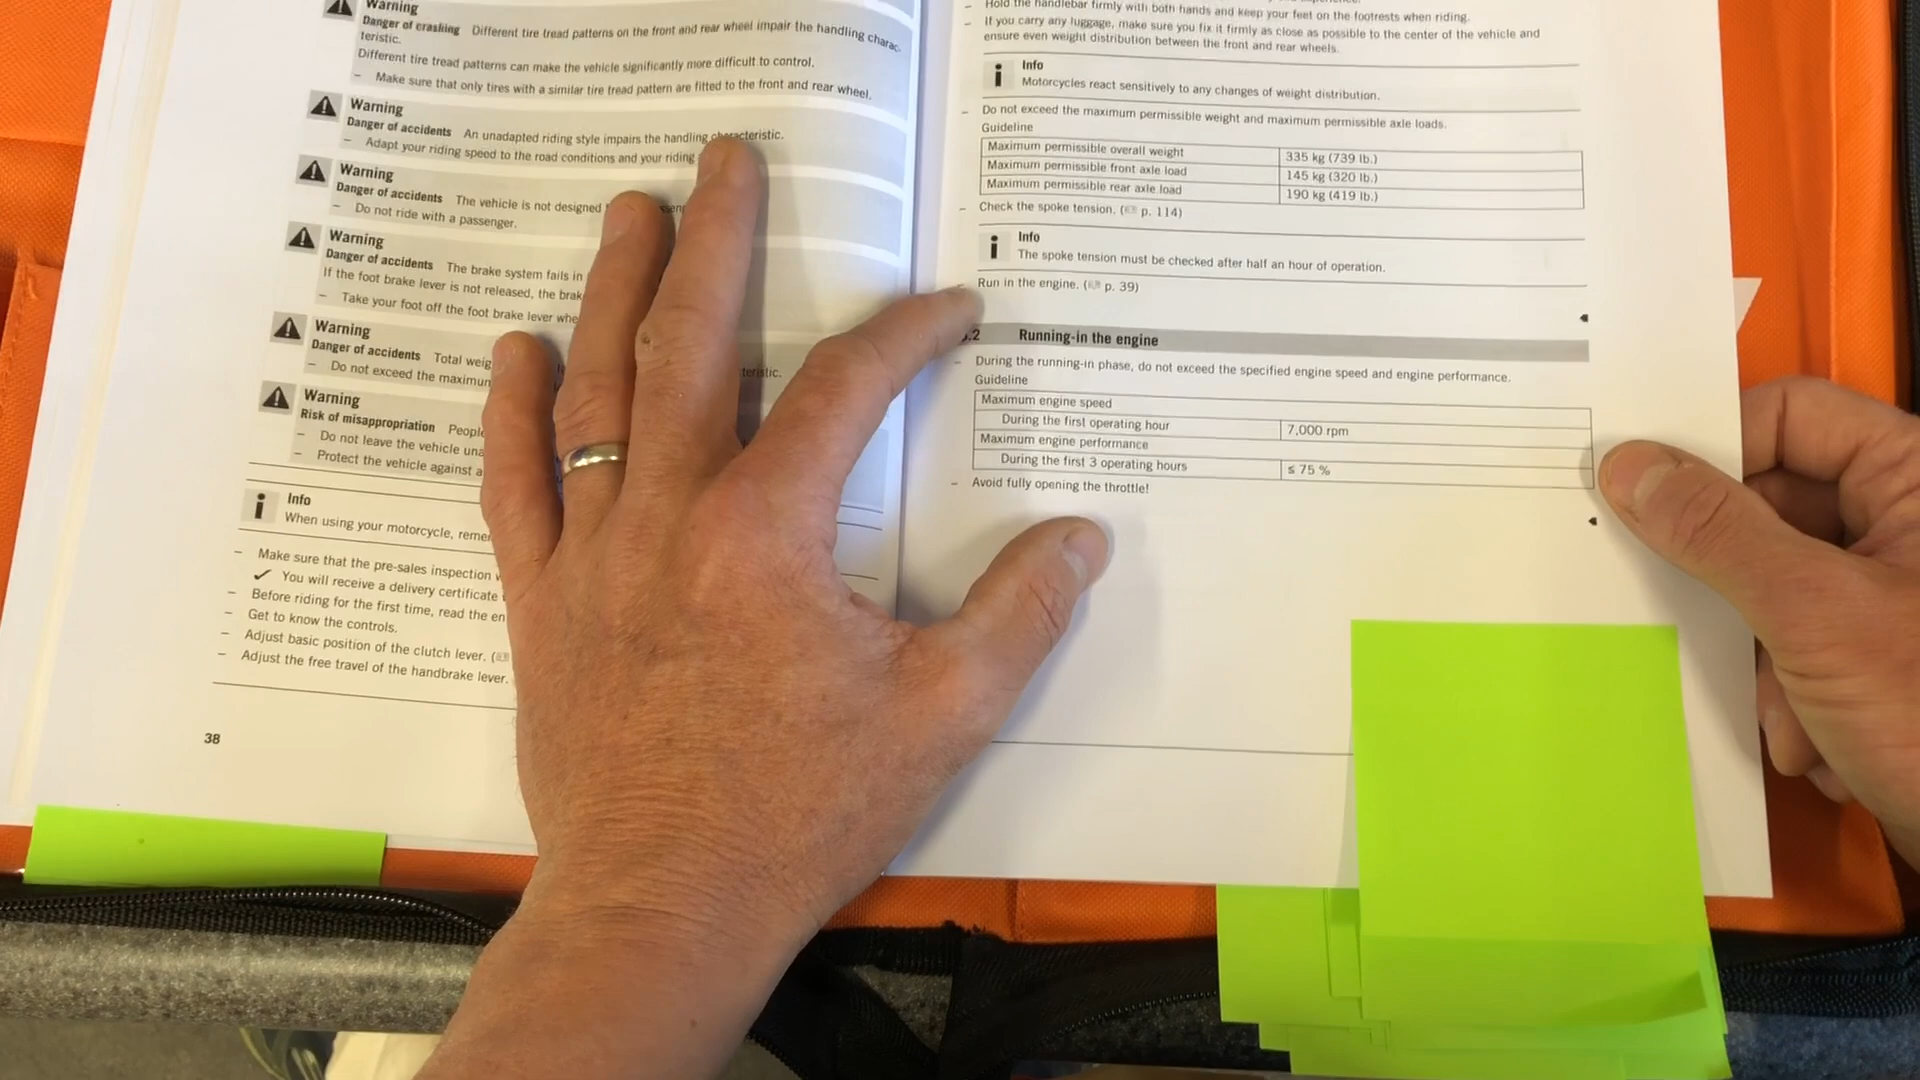 Warning
Danger of crashing Different tire tread patterns on the front and rear wheel impair the handling charac-
teristic.
Different tire tread patterns can make the vehicle significantly more difficult to control.
– Make sure that only tires with a similar tire tread pattern are fitted to the front and rear wheel.
Warning
Danger of accidents An unadapted riding style impairs the handling characteristic.
– Adapt your riding speed to the road conditions and your riding
Warning
Danger of accidents The vehicle is not designed
– Do not ride with a passenger.
Warning
Danger of accidents The brake system fails in
If the foot brake lever is not released, the
– Take your foot off the foot brake lever
Warning
Danger of accidents Total
teristic.
– Do not exceed the
Warning
Risk of misappropriation
– Do not leave the vehicle
– Protect the vehicle against
Info
When using your motorcycle,
– Make sure that the pre-sales inspection
✓ You will receive a delivery certificate
– Before riding for the first time, read the
– Get to know the controls.
– Adjust basic position of the clutch lever. (
– Adjust the free travel of the handbrake lever.
38
– Hold the handlebar firmly with both hands and keep your feet on the footrests when riding.
– If you carry any luggage, make sure you fix it firmly as close as possible to the center of the vehicle and
ensure even weight distribution between the front and rear wheels.
Info
Motorcycles react sensitively to any changes of weight distribution.
– Do not exceed the maximum permissible weight and maximum permissible axle loads.
Guideline
Maximum permissible overall weight 335 kg (739 lb.)
Maximum permissible front axle load 145 kg (320 lb.)
Maximum permissible rear axle load 190 kg (419 lb.)
– Check the spoke tension. (p. 114)
Info
The spoke tension must be checked after half an hour of operation.
– Run in the engine. (p. 39)
.2 Running-in the engine
– During the running-in phase, do not exceed the specified engine speed and engine performance.
Guideline
Maximum engine speed
During the first operating hour 7,000 rpm
Maximum engine performance
During the first 3 operating hours ≤ 75 %
– Avoid fully opening the throttle!